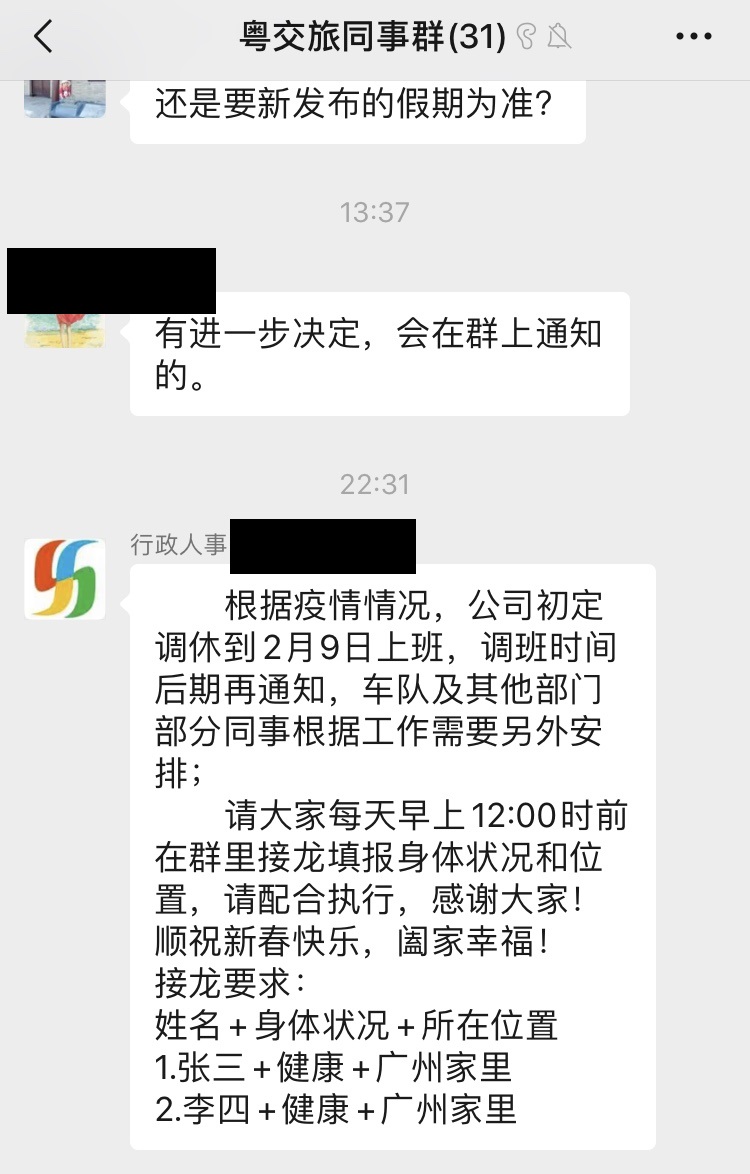 粤交旅同事群(31)
还是要新发布的假期为准?
13:37
有进一步决定，会在群上通知
的。
22:31
行政人事
根据疫情情况，公司初定
调休到2月9日上班，调班时间
后期再通知，车队及其他部门
部分同事根据工作需要另外安
排；
请大家每天早上12:00时前
在群里接龙填报身体状况和位
置，请配合执行，感谢大家！
顺祝新春快乐，阖家幸福！
接龙要求：
姓名+身体状况+所在位置
1.张三+健康+广州家里
2.李四+健康+广州家里